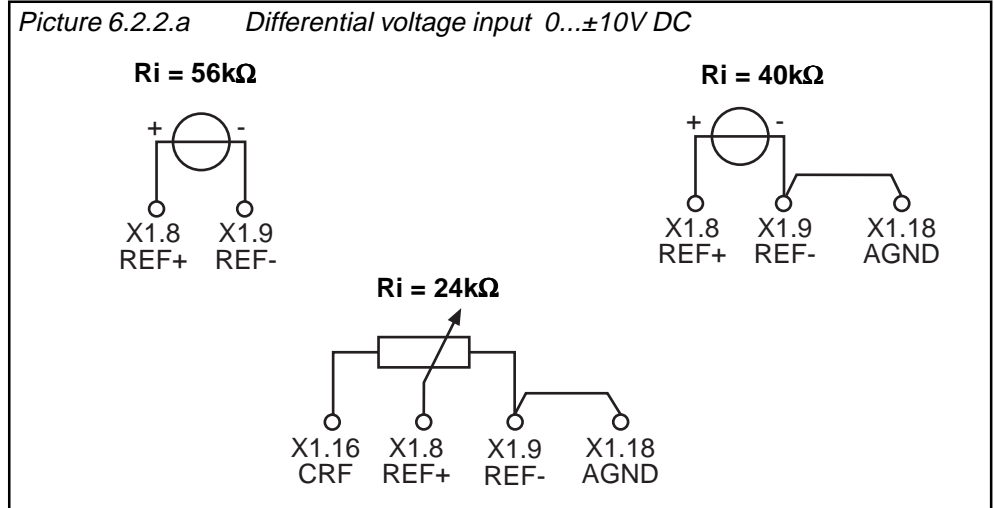 Picture 6.2.2.a Differential voltage input 0...±10V DC
Ri = 56kΩ
Ri = 40kΩ
+ -
+ -
X1.8 X1.9
REF+ REF-
X1.8 X1.9 X1.18
REF+ REF- AGND
Ri = 24kΩ
X1.16 X1.8 X1.9 X1.18
CRF REF+ REF- AGND